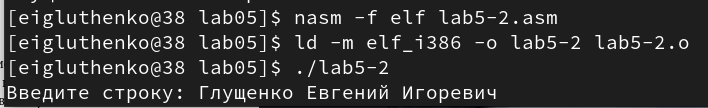 [eigluthenko@38 lab05]$ nasm -f elf lab5-2.asm
[eigluthenko@38 lab05]$ ld -m elf_i386 -o lab5-2 lab5-2.o
[eigluthenko@38 lab05]$ ./lab5-2
Введите строку: Глущенко Евгений Игоревич